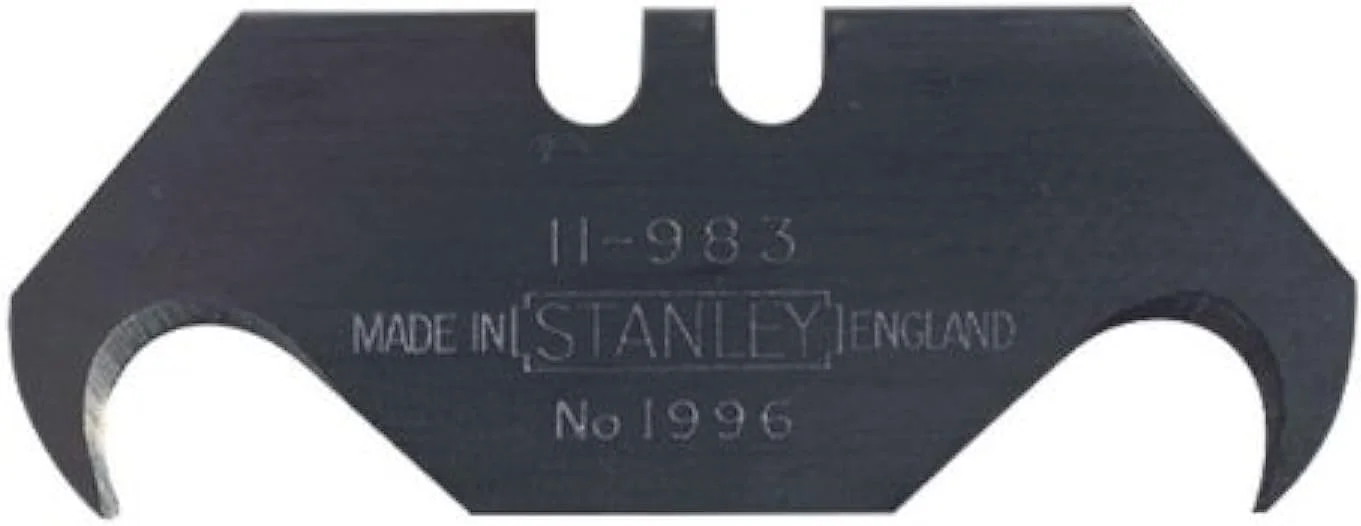 11-983
MADE IN STANLEY ENGLAND
No 1996